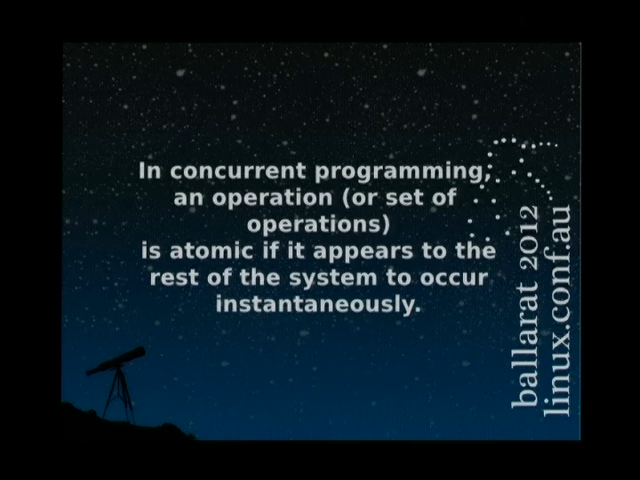 In concurrent programming,
an operation (or set of
operations)
is atomic if it appears to the
rest of the system to occur
instantaneously.
ballarat 2012
linux.conf.au